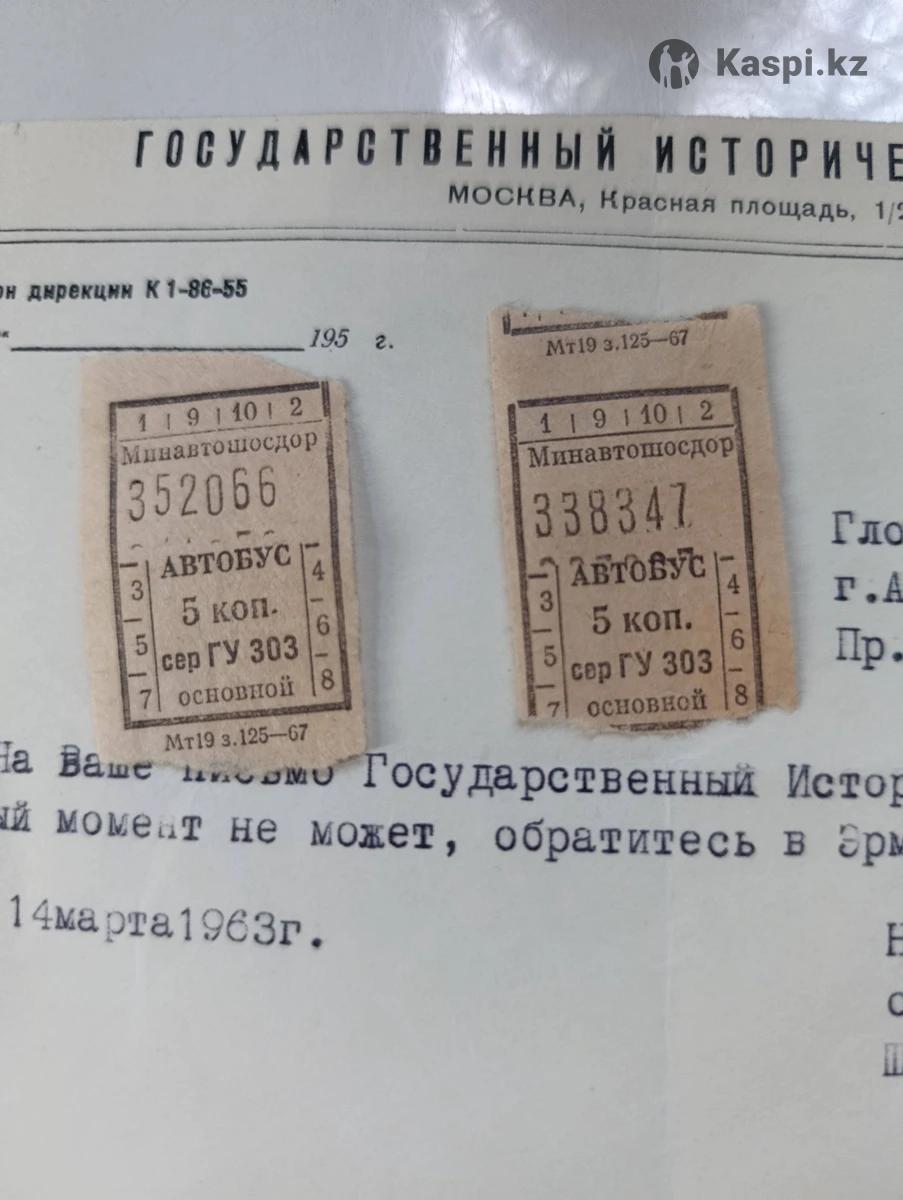 Kaspi.kz
ГОСУДАРСТВЕННЫЙ ИСТОРИЧЕ
МОСКВА, Красная площадь, 1/2
он дирекции К 1-86-55
195 г.
1 | 9 | 10 | 2
Минавтошосдор
352066
АВТОБУС
5 коп.
сер ГУ 303
основной
3
5
7
4
6
8
Мт19 з.125—67
Мт19 з.125—67
1 | 9 | 10 | 2
Минавтошосдор
338347
АВТОБУС
5 коп.
сер ГУ 303
основной
3
5
7
4
6
8
Гло
г.А
Пр.
На Ваше письмо Государственный Истор
ый момент не может, обратитесь в Эрм
14марта1963г.
Н
с
Ш